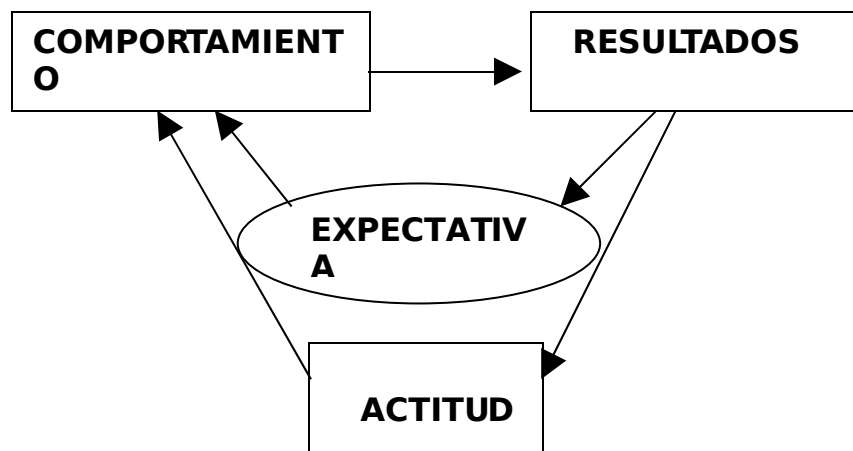 COMPORTAMIENT
O
RESULTADOS
EXPECTATIV
A
ACTITUD